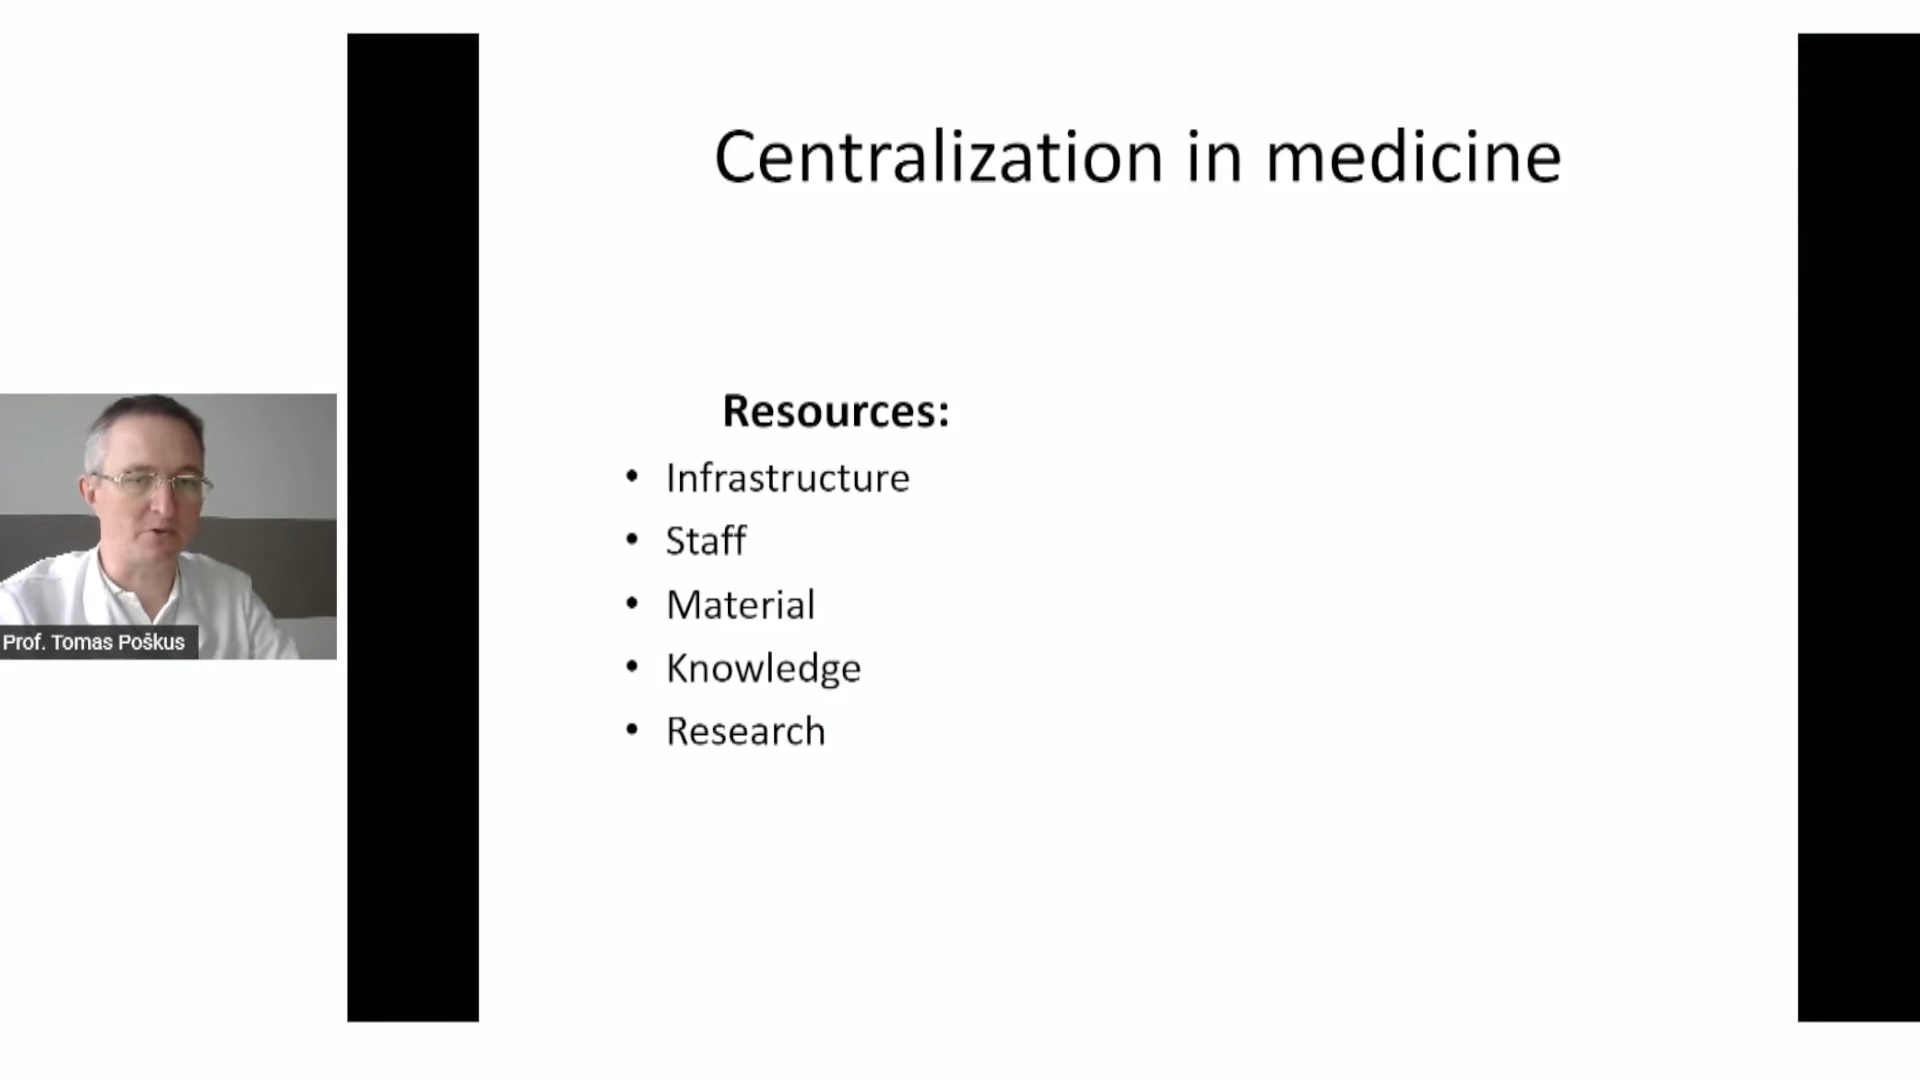 Centralization in medicine
Resources:
• Infrastructure
• Staff
• Material
• Knowledge
• Research
Prof. Tomas Poškus